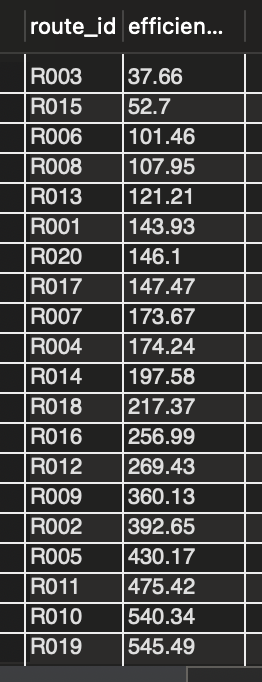 route_id efficien...
R003 37.66
R015 52.7
R006 101.46
R008 107.95
R013 121.21
R001 143.93
R020 146.1
R017 147.47
R007 173.67
R004 174.24
R014 197.58
R018 217.37
R016 256.99
R012 269.43
R009 360.13
R002 392.65
R005 430.17
R011 475.42
R010 540.34
R019 545.49